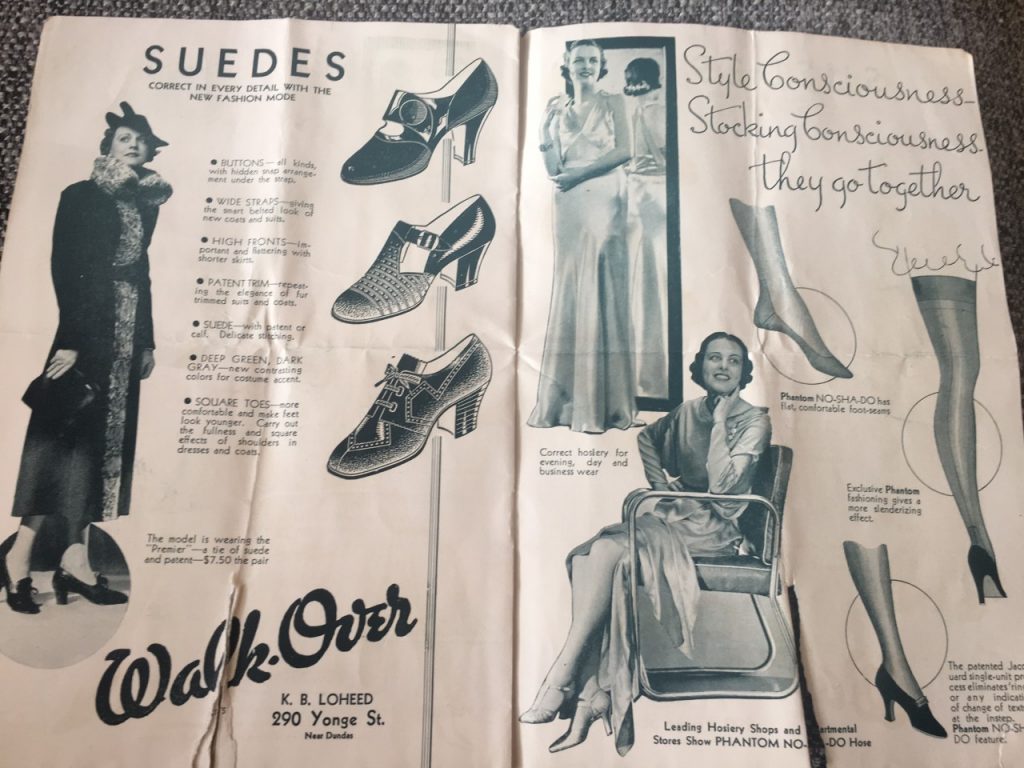 SUEDES
CORRECT IN EVERY DETAIL WITH THE
NEW FASHION MODE
● BUTTONS—all kinds,
with hidden snap arrange-
ment under the strap.
● WIDE STRAPS—giving
the smart belted look of
new coats and suits.
● HIGH FRONTS—im-
portant and flattering with
shorter skirts.
● PATENT TRIM—repeat-
ing the elegance of fur
trimmed suits and coats.
● SUEDE—with patent or
calf. Delicate stitching.
● DEEP GREEN, DARK
GRAY—new contrasting
colors for costume accent.
● SQUARE TOES—more
comfortable and make feet
look younger. Carry out
the fullness and square
effects of shoulders in
dresses and coats.
The model is wearing the
"Premier"—a tie of suede
and patent—$7.50 the pair
Walk-Over
K. B. LOHEED
290 Yonge St.
Near Dundas
Style Consciousness—
Stocking Consciousness—
they go together
Phantom NO-SHA-DO has
flat, comfortable foot-seams
Correct hosiery for
evening, day and
business wear
Exclusive Phantom
fashioning gives a
more slenderizing
effect.
The patented Jacq
uard single-unit pro
cess eliminates 'rin
or any indicati
of change of text
at the instep.
Phantom NO-SH
DO feature.
Leading Hosiery Shops and artmental
Stores Show PHANTOM NO- -DO Hose